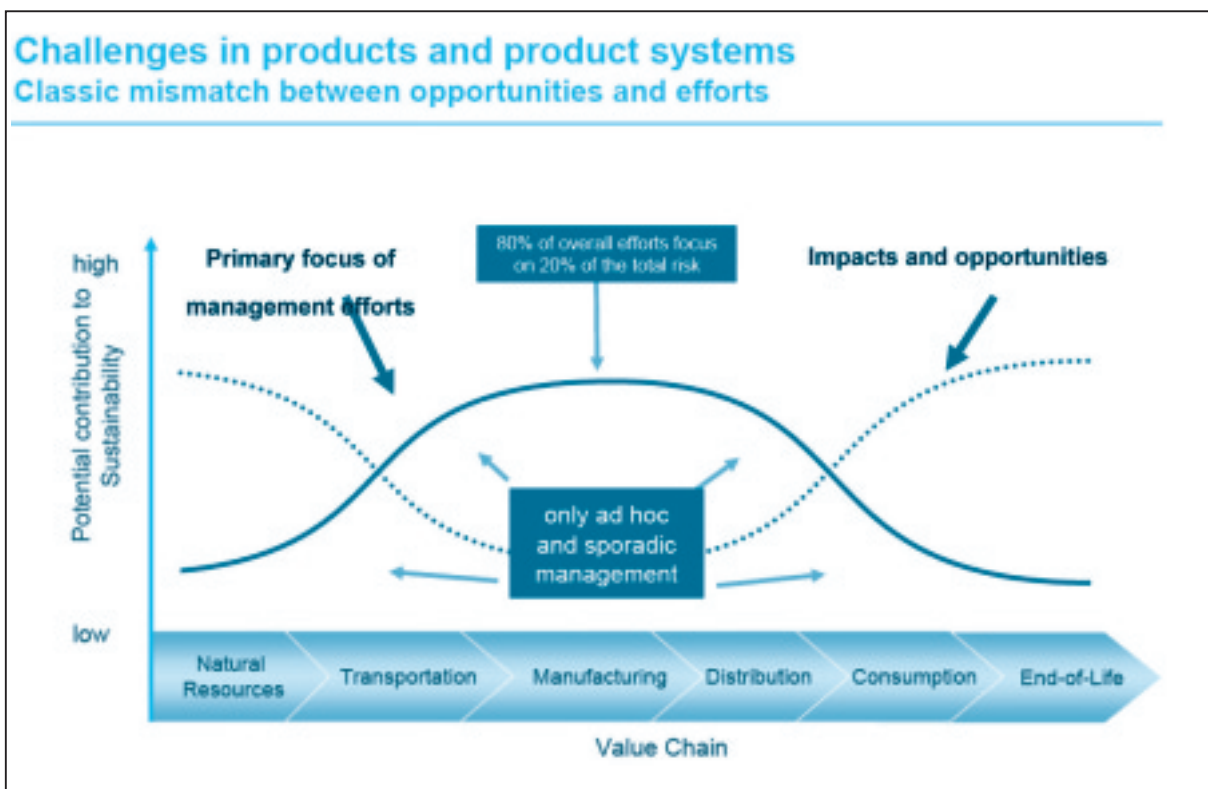 Challenges in products and product systems
Classic mismatch between opportunities and efforts
80% of overall efforts focus
on 20% of the total risk
Primary focus of
management efforts
Impacts and opportunities
high
Potential contribution to
Sustainability
only ad hoc
and sporadic
management
low
Natural
Resources
Transportation
Manufacturing
Distribution
Consumption
End-of-Life
Value Chain